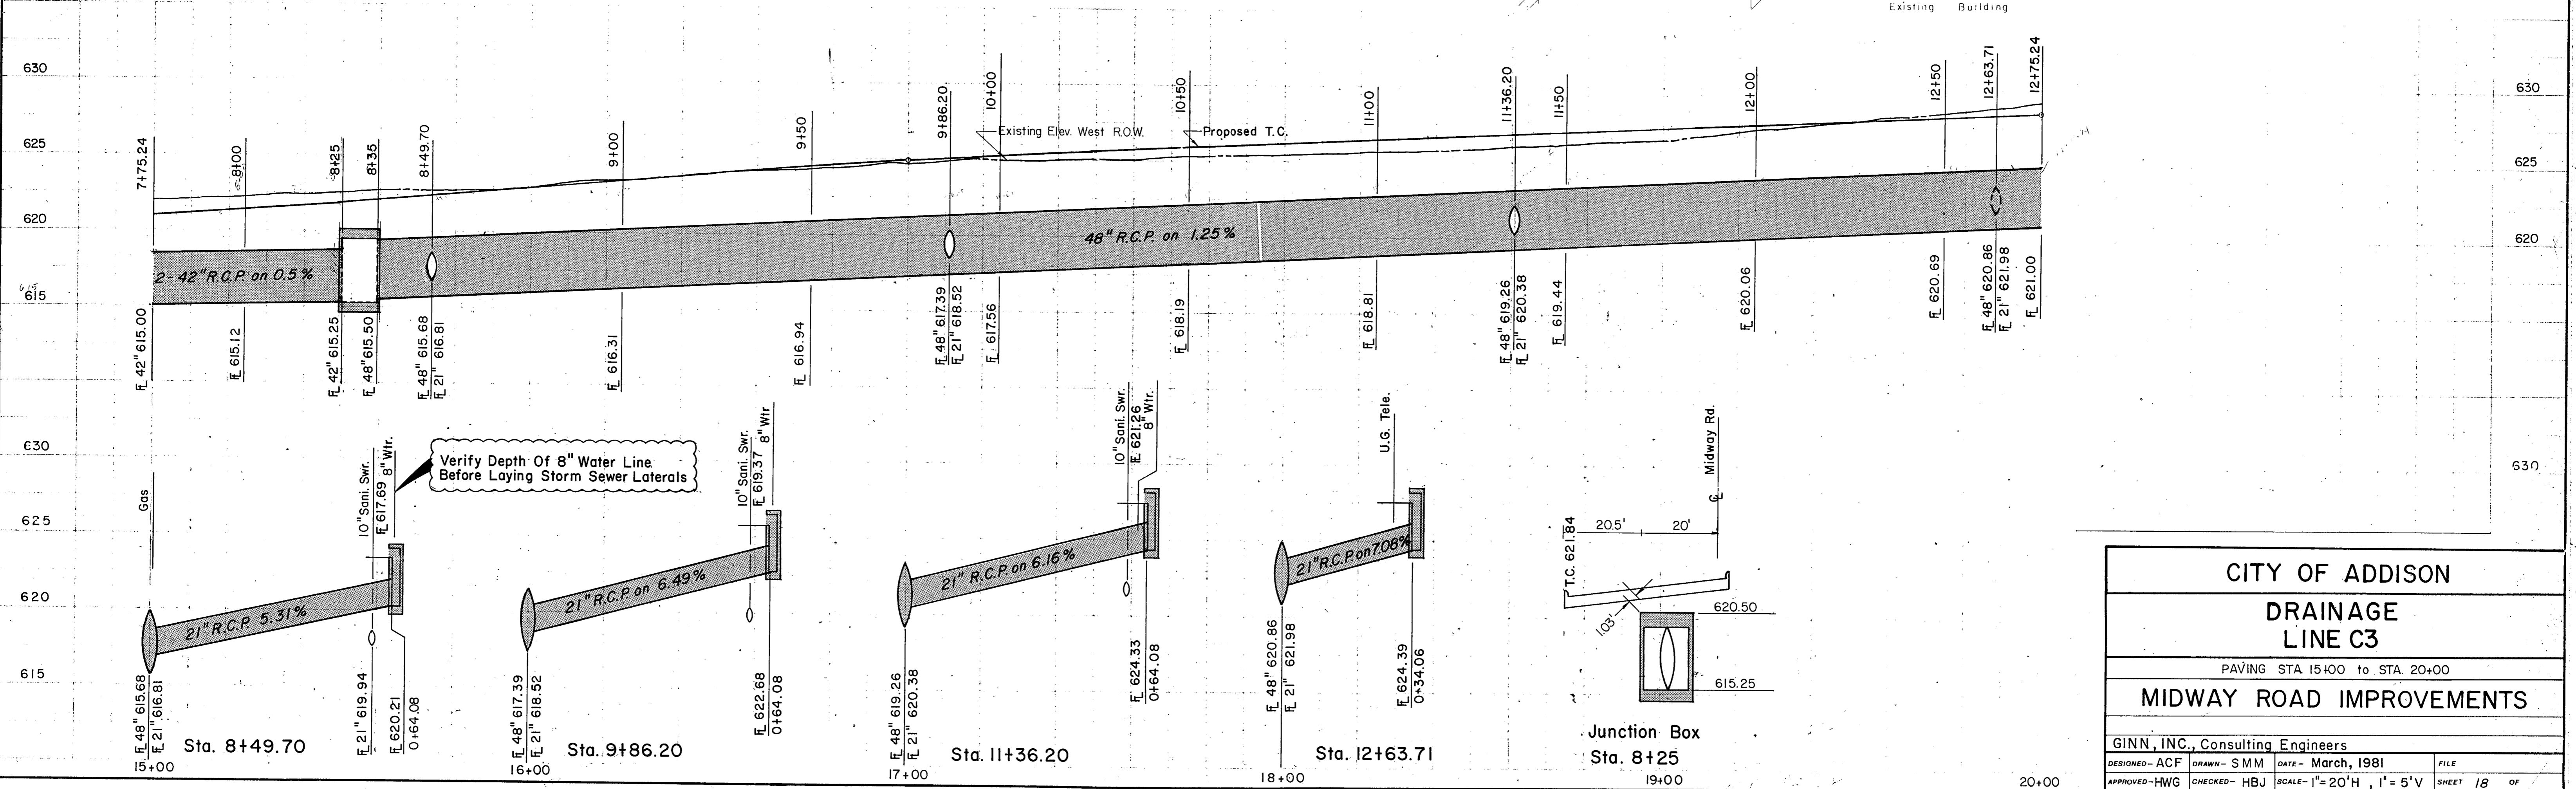 Existing Building
630
625
620
615
615
630
625
620
7+75.24
8+00
8+25
8+35
8+49.70
9+00
9+50
9+86.20
10+00
10+50
11+00
11+36.20
11+50
12+00
12+50
12+63.71
12+75.24
Existing Elev. West R.O.W.
Proposed T.C.
2-42" R.C.P. on 0.5%
48" R.C.P. on 1.25%
FL 42" 615.00
FL 615.12
FL 42" 615.25
FL 48" 615.50
FL 48" 615.68
FL 21" 616.81
FL 616.31
FL 616.94
FL 48" 617.39
FL 21" 618.52
FL 617.56
FL 618.19
FL 618.81
FL 48" 619.26
FL 21" 620.38
FL 619.44
FL 620.06
FL 620.69
FL 48" 620.86
FL 21" 621.98
FL 621.00
630
625
620
615
630
Gas
10" Sani. Swr.
FL 617.69
8" Wtr.
Verify Depth Of 8" Water Line
Before Laying Storm Sewer Laterals
21" R.C.P. 5.31%
FL 48" 615.68
FL 21" 616.81
FL 21" 619.94
FL 620.21
0+64.08
Sta. 8+49.70
10" Sani. Swr.
FL 619.37
8" Wtr
21" R.C.P. on 6.49%
FL 48" 617.39
FL 21" 618.52
FL 622.68
0+64.08
Sta. 9+86.20
10" Sani. Swr.
FL 621.26
8" Wtr.
21" R.C.P. on 6.16%
FL 48" 619.26
FL 21" 620.38
FL 624.33
0+64.08
Sta. 11+36.20
U.G. Tele.
21" R.C.P. on 7.08%
FL 48" 620.86
FL 21" 621.98
FL 624.39
0+34.06
Sta. 12+63.71
Midway Rd.
CL
20.5'
20'
T.C. 621.84
1.03'
620.50
615.25
Junction Box
Sta. 8+25
15+00
16+00
17+00
18+00
19+00
20+00
CITY OF ADDISON
DRAINAGE
LINE C3
PAVING STA. 15+00 to STA. 20+00
MIDWAY ROAD IMPROVEMENTS
GINN, INC., Consulting Engineers
DESIGNED- ACF DRAWN- SMM DATE- March, 1981 FILE
APPROVED-HWG CHECKED- HBJ SCALE- 1"=20'H , 1"=5'V SHEET 18 OF